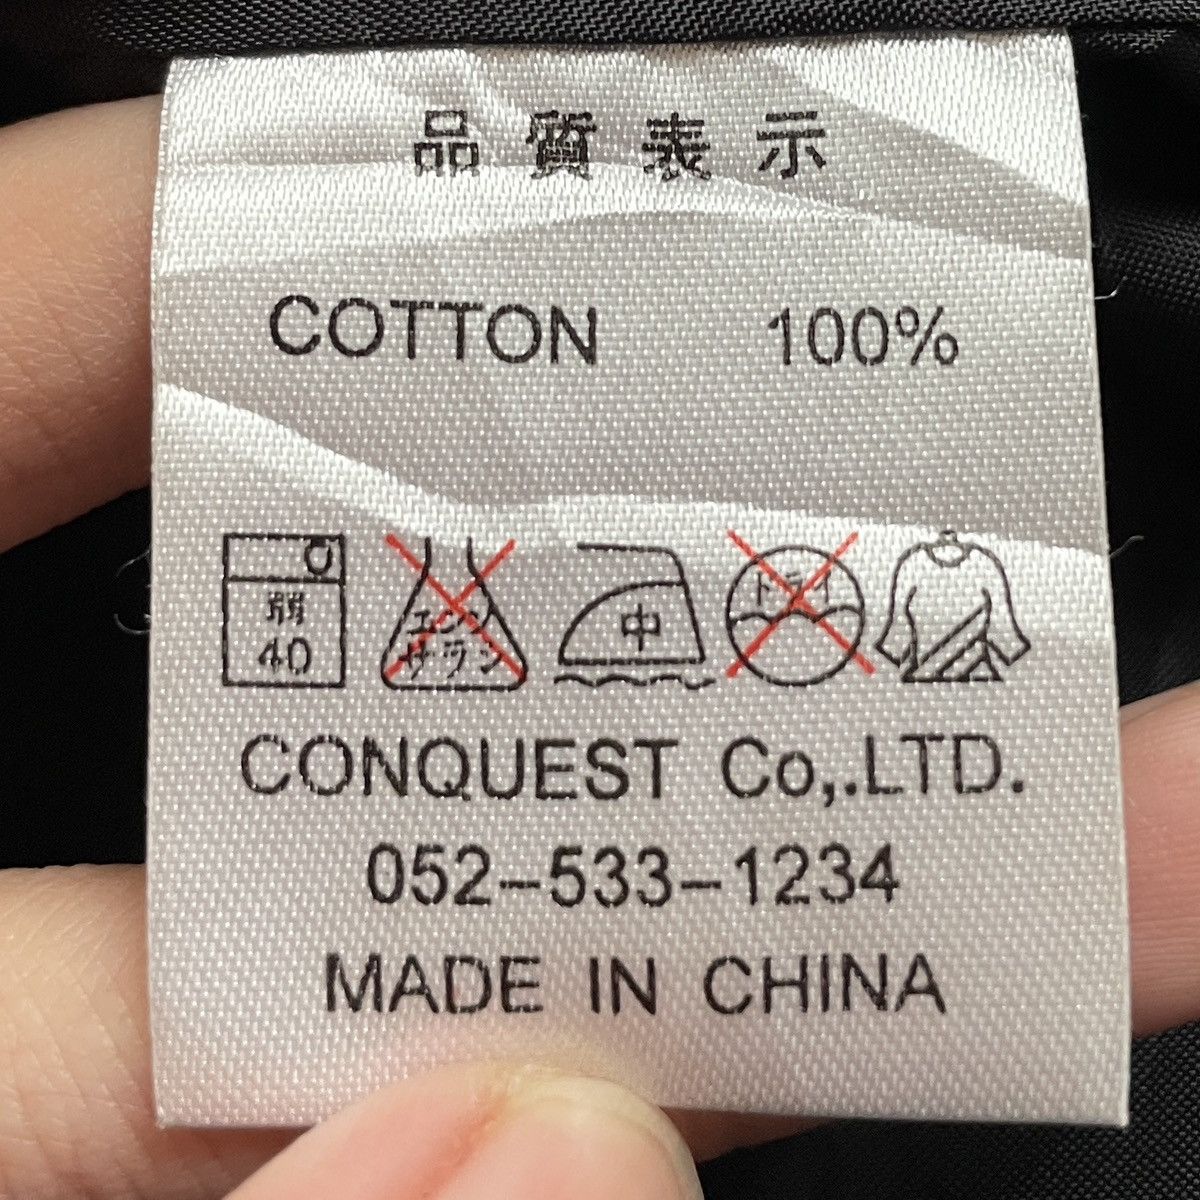 品質表示
COTTON 100%
弱 40 エンソ サラシ 中 ドライ
CONQUEST Co,.LTD.
052-533-1234
MADE IN CHINA